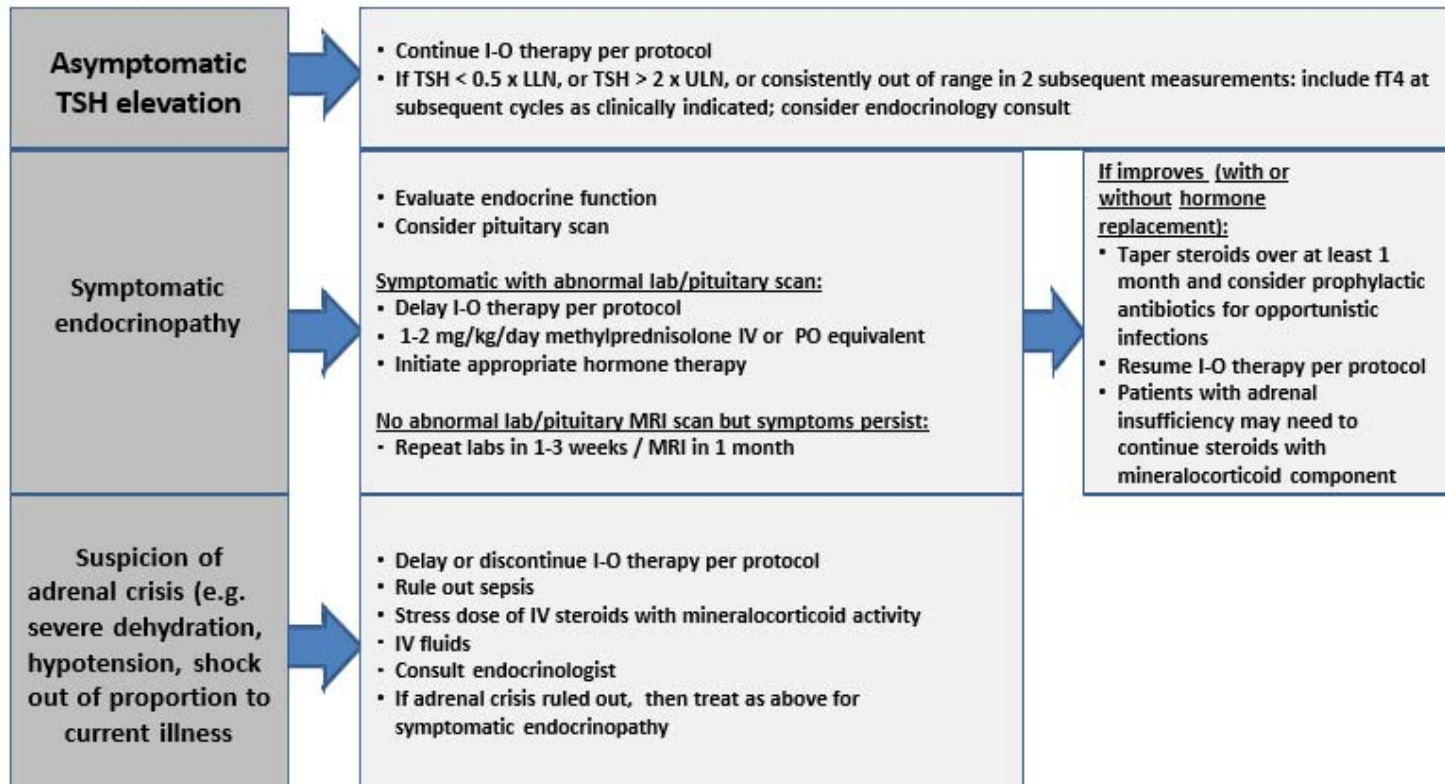 Asymptomatic
TSH elevation
• Continue I-O therapy per protocol
• If TSH < 0.5 x LLN, or TSH > 2 x ULN, or consistently out of range in 2 subsequent measurements: include fT4 at
subsequent cycles as clinically indicated; consider endocrinology consult
Symptomatic
endocrinopathy
• Evaluate endocrine function
• Consider pituitary scan
Symptomatic with abnormal lab/pituitary scan:
• Delay I-O therapy per protocol
• 1-2 mg/kg/day methylprednisolone IV or PO equivalent
• Initiate appropriate hormone therapy
No abnormal lab/pituitary MRI scan but symptoms persist:
• Repeat labs in 1-3 weeks / MRI in 1 month
If improves (with or
without hormone
replacement):
• Taper steroids over at least 1
month and consider prophylactic
antibiotics for opportunistic
infections
• Resume I-O therapy per protocol
• Patients with adrenal
insufficiency may need to
continue steroids with
mineralocorticoid component
Suspicion of
adrenal crisis (e.g.
severe dehydration,
hypotension, shock
out of proportion to
current illness
• Delay or discontinue I-O therapy per protocol
• Rule out sepsis
• Stress dose of IV steroids with mineralocorticoid activity
• IV fluids
• Consult endocrinologist
• If adrenal crisis ruled out, then treat as above for
symptomatic endocrinopathy